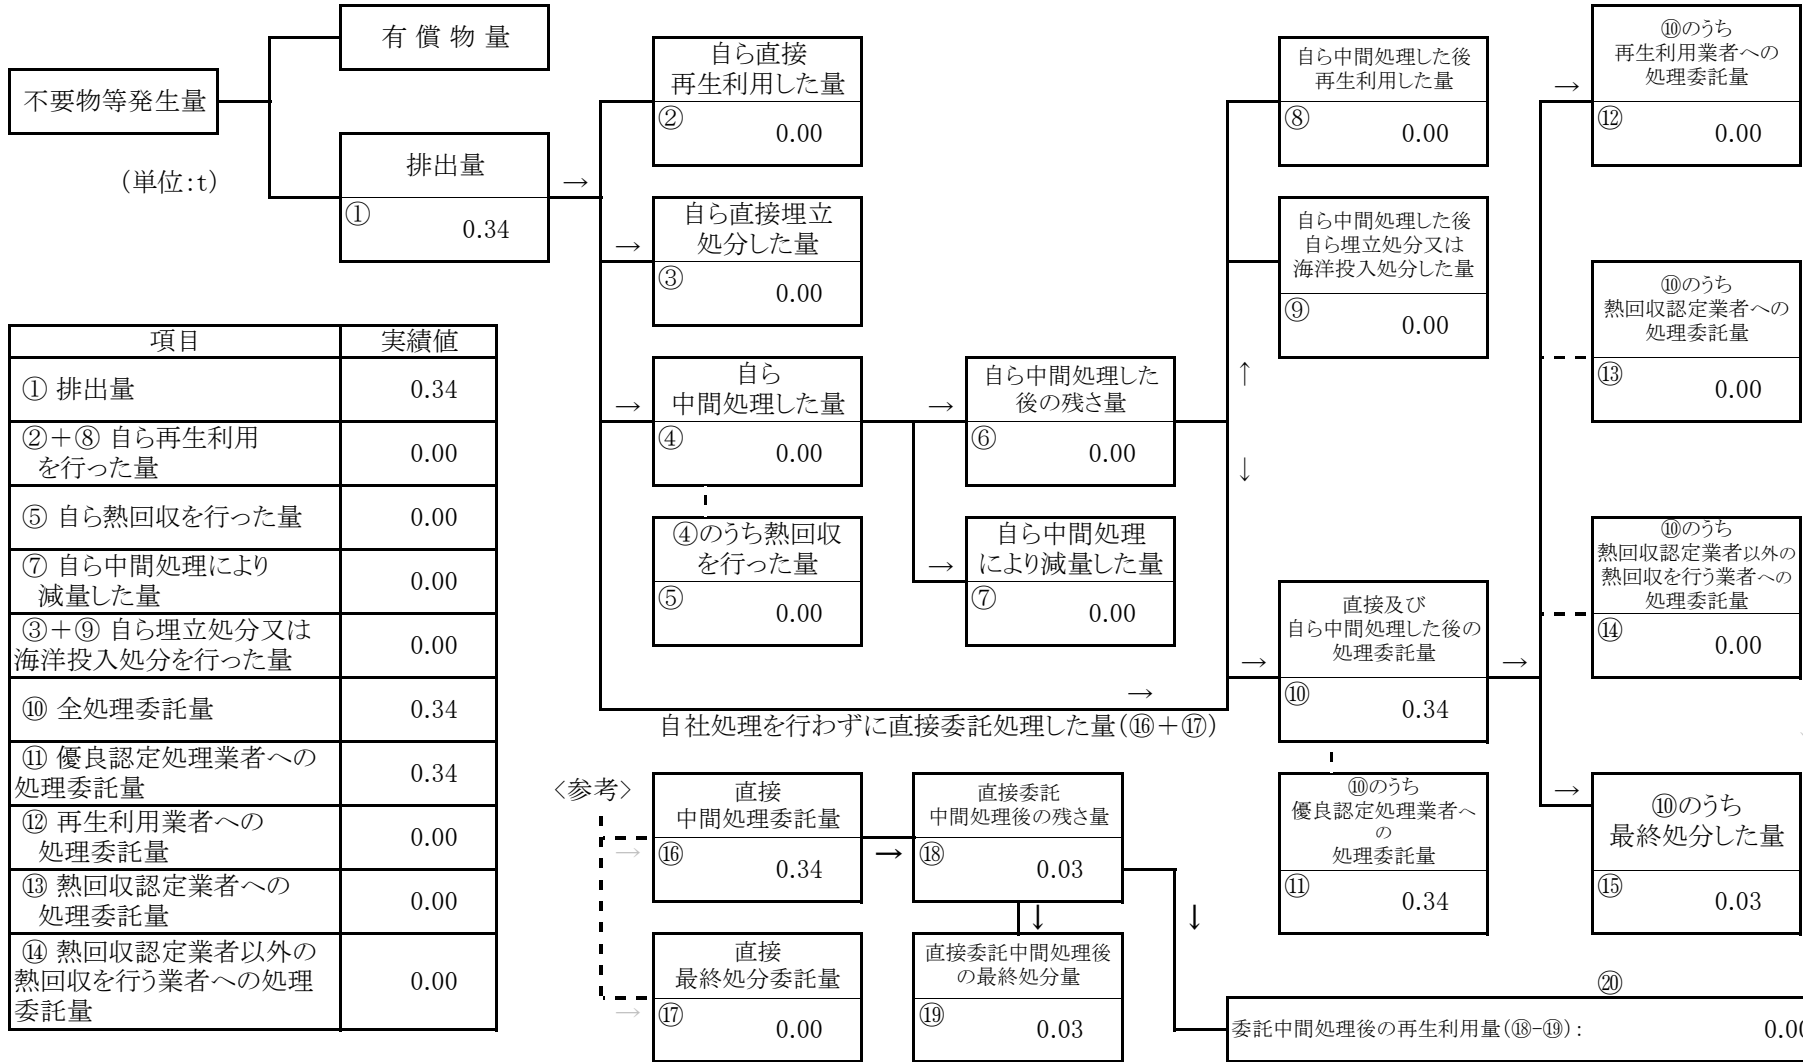 不要物等発生量
(単位:t)
有 償 物 量
排出量
① 0.34
→
自ら直接
再生利用した量
② 0.00
→
自ら直接埋立
処分した量
③ 0.00
→
自ら
中間処理した量
④ 0.00
④のうち熱回収
を行った量
⑤ 0.00
→
自ら中間処理した
後の残さ量
⑥ 0.00
→
自ら中間処理
により減量した量
⑦ 0.00
→
自社処理を行わずに直接委託処理した量(⑯+⑰)
↑
↓
自ら中間処理した後
再生利用した量
⑧ 0.00
自ら中間処理した後
自ら埋立処分又は
海洋投入処分した量
⑨ 0.00
→
直接及び
自ら中間処理した後の
処理委託量
⑩ 0.34
⑩のうち
優良認定処理業者へ
の
処理委託量
⑪ 0.34
→
→
⑩のうち
再生利用業者への
処理委託量
⑫ 0.00
⑩のうち
熱回収認定業者への
処理委託量
⑬ 0.00
⑩のうち
熱回収認定業者以外の
熱回収を行う業者への
処理委託量
⑭ 0.00
→
⑩のうち
最終処分した量
⑮ 0.03
項目 実績値
① 排出量 0.34
②+⑧ 自ら再生利用
を行った量 0.00
⑤ 自ら熱回収を行った量 0.00
⑦ 自ら中間処理により
減量した量 0.00
③+⑨ 自ら埋立処分又は
海洋投入処分を行った量 0.00
⑩ 全処理委託量 0.34
⑪ 優良認定処理業者への
処理委託量 0.34
⑫ 再生利用業者への
処理委託量 0.00
⑬ 熱回収認定業者への
処理委託量 0.00
⑭ 熱回収認定業者以外の
熱回収を行う業者への処理
委託量 0.00
<参考>
→
直接
中間処理委託量
⑯ 0.34
→
直接
最終処分委託量
⑰ 0.00
→
直接委託
中間処理後の残さ量
⑱ 0.03
↓
直接委託中間処理後
の最終処分量
⑲ 0.03
↓
⑳
委託中間処理後の再生利用量(⑱-⑲): 0.00